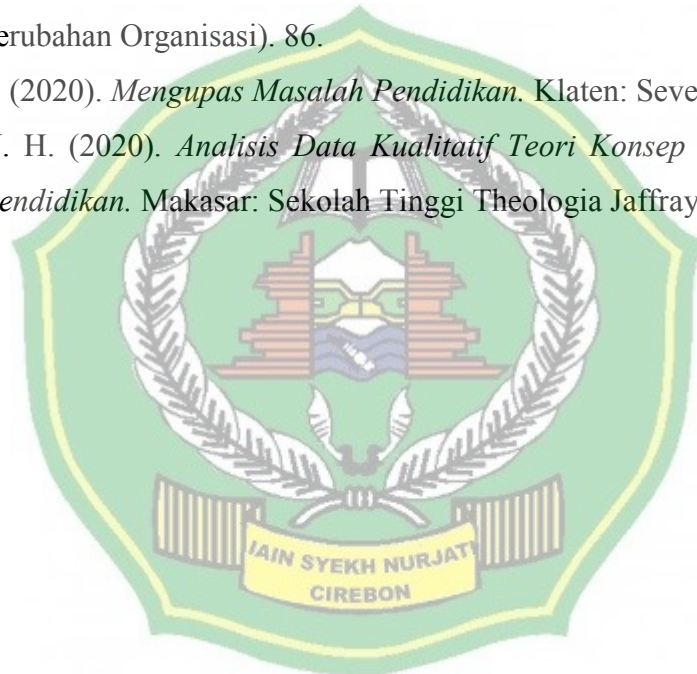 erubahan Organisasi). 86.
(2020). Mengupas Masalah Pendidikan. Klaten: Seve
. H. (2020). Analisis Data Kualitatif Teori Konsep
endidikan. Makasar: Sekolah Tinggi Theologia Jaffray
IAIN SYEKH NURJATI
CIREBON